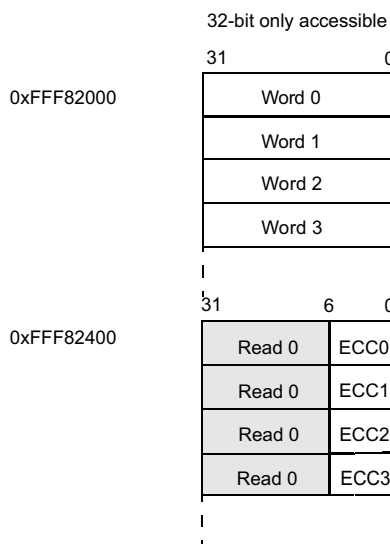 32-bit only accessible
31 0
0xFFF82000 Word 0
Word 1
Word 2
Word 3
31 6 0
0xFFF82400 Read 0 ECC0
Read 0 ECC1
Read 0 ECC2
Read 0 ECC3